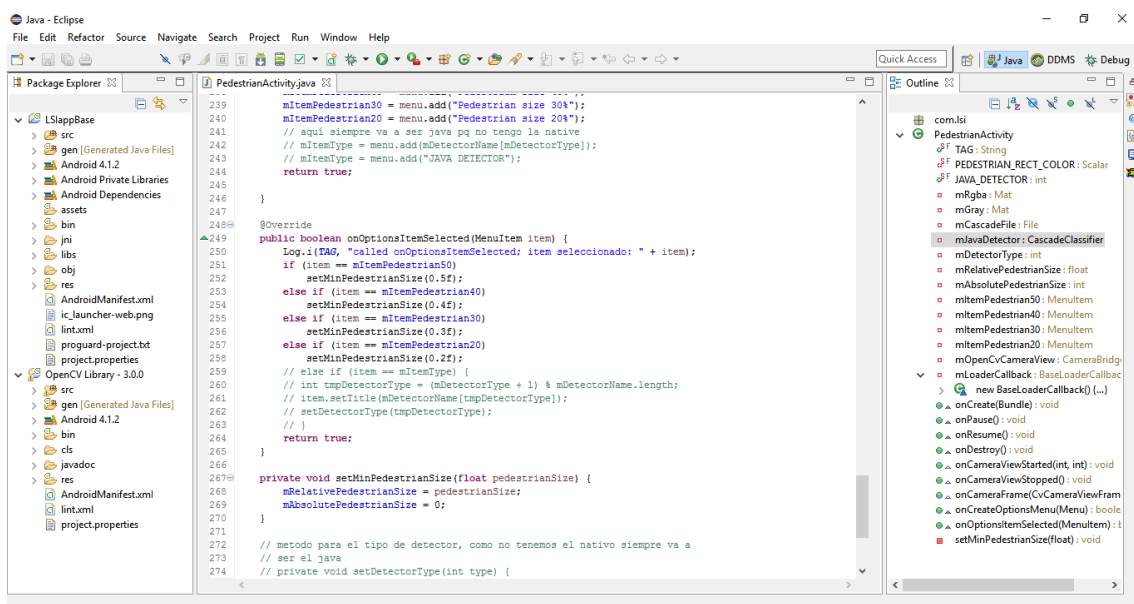 Java - Eclipse
File Edit Refactor Source Navigate Search Project Run Window Help
Quick Access
Java
DDMS
Debug
Package Explorer
LSIappBase
src
gen [Generated Java Files]
Android 4.1.2
Android Private Libraries
Android Dependencies
assets
bin
jni
libs
obj
res
AndroidManifest.xml
ic_launcher-web.png
lint.xml
proguard-project.txt
project.properties
OpenCV Library - 3.0.0
src
gen [Generated Java Files]
Android 4.1.2
bin
cls
javadoc
res
AndroidManifest.xml
lint.xml
project.properties
PedestrianActivity.java
239 mItemPedestrian30 = menu.add("Pedestrian size 30%");
240 mItemPedestrian20 = menu.add("Pedestrian size 20%");
241 // aqui siempre va a ser java pq no tengo la native
242 // mItemType = menu.add(mDetectorName[mDetectorType]);
243 // mItemType = menu.add("JAVA DETECTOR");
244 return true;
245
246 }
247
248 @Override
249 public boolean onOptionsItemSelected(MenuItem item) {
250 Log.i(TAG, "called onOptionsItemSelected; item seleccionado: " + item);
251 if (item == mItemPedestrian50)
252 setMinPedestrianSize(0.5f);
253 else if (item == mItemPedestrian40)
254 setMinPedestrianSize(0.4f);
255 else if (item == mItemPedestrian30)
256 setMinPedestrianSize(0.3f);
257 else if (item == mItemPedestrian20)
258 setMinPedestrianSize(0.2f);
259 // else if (item == mItemType) {
260 // int tmpDetectorType = (mDetectorType + 1) % mDetectorName.length;
261 // item.setTitle(mDetectorName[tmpDetectorType]);
262 // setDetectorType(tmpDetectorType);
263 // }
264 return true;
265 }
266
267 private void setMinPedestrianSize(float pedestrianSize) {
268 mRelativePedestrianSize = pedestrianSize;
269 mAbsolutePedestrianSize = 0;
270 }
271
272 // metodo para el tipo de detector, como no tenemos el nativo siempre va a
273 // ser el java
274 // private void setDetectorType(int type) {
Outline
com.lsi
PedestrianActivity
TAG : String
PEDESTRIAN_RECT_COLOR : Scalar
JAVA_DETECTOR : int
mRgba : Mat
mGray : Mat
mCascadeFile : File
mJavaDetector : CascadeClassifier
mDetectorType : int
mRelativePedestrianSize : float
mAbsolutePedestrianSize : int
mItemPedestrian50 : MenuItem
mItemPedestrian40 : MenuItem
mItemPedestrian30 : MenuItem
mItemPedestrian20 : MenuItem
mOpenCvCameraView : CameraBridg
mLoaderCallback : BaseLoaderCallbac
new BaseLoaderCallback() {...}
onCreate(Bundle) : void
onPause() : void
onResume() : void
onDestroy() : void
onCameraViewStarted(int, int) : void
onCameraViewStopped() : void
onCameraFrame(CvCameraViewFram
onCreateOptionsMenu(Menu) : boole
onOptionsItemSelected(MenuItem) : b
setMinPedestrianSize(float) : void